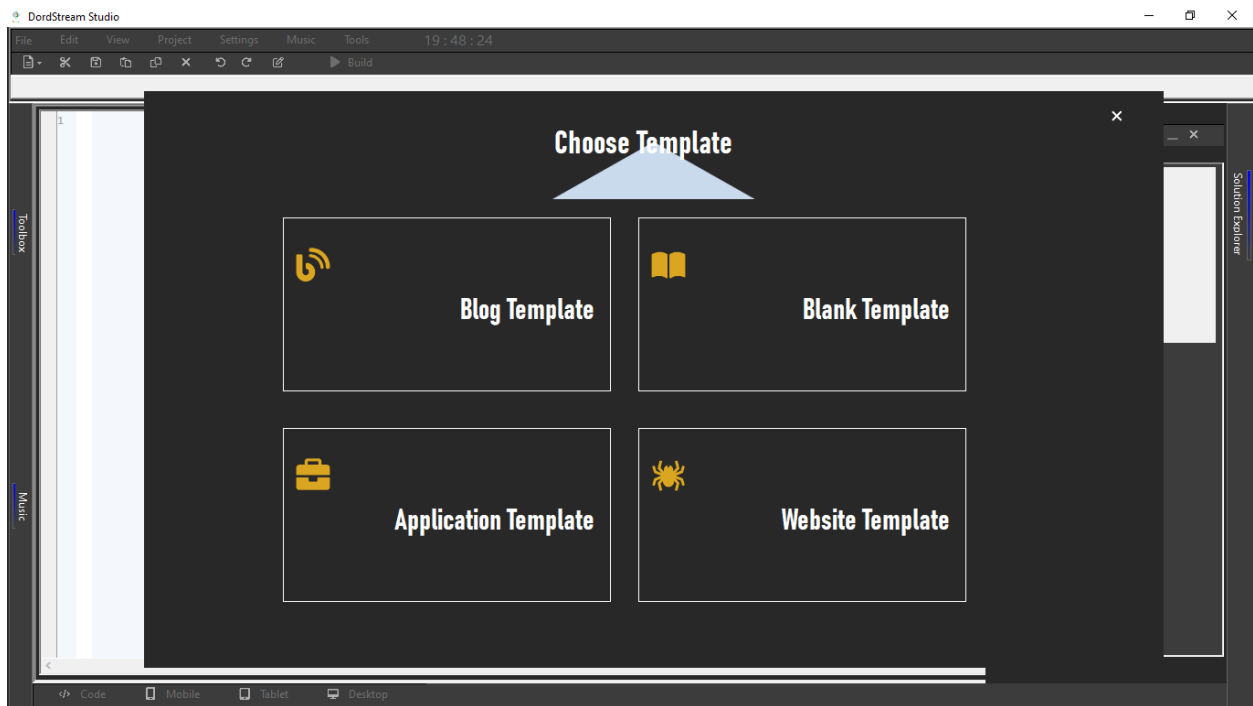 DordStream Studio
File Edit View Project Settings Music Tools 19:48:24
Build
1
Choose Template
Toolbox
Solution Explorer
Blog Template
Blank Template
Music
Application Template
Website Template
Code Mobile Tablet Desktop